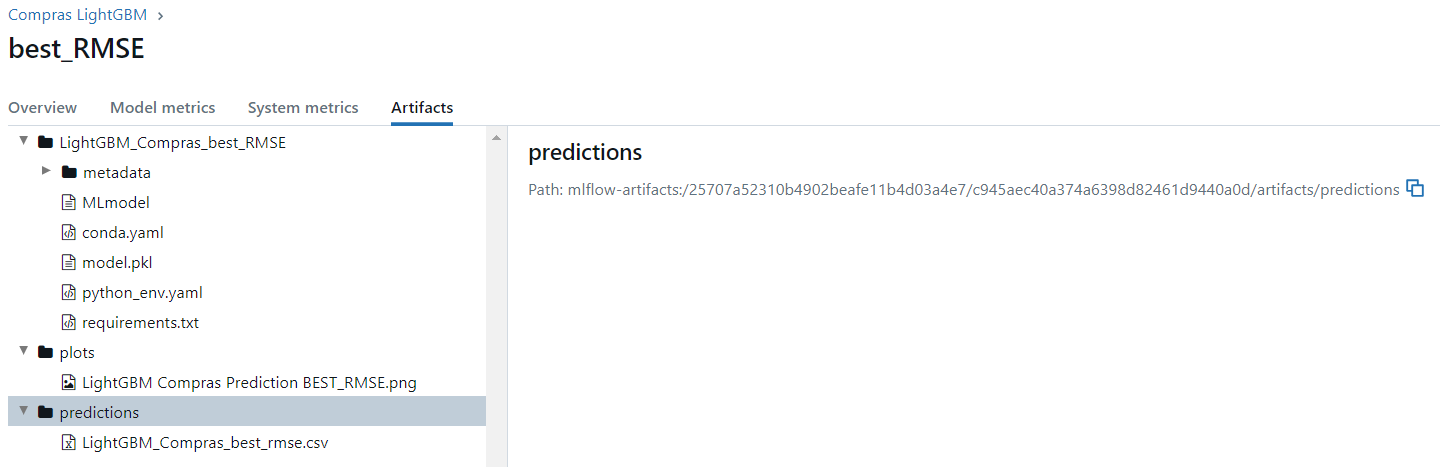 Compras LightGBM >
best_RMSE
Overview Model metrics System metrics Artifacts
LightGBM_Compras_best_RMSE
metadata
MLmodel
conda.yaml
model.pkl
python_env.yaml
requirements.txt
plots
LightGBM Compras Prediction BEST_RMSE.png
predictions
LightGBM_Compras_best_rmse.csv
predictions
Path: mlflow-artifacts:/25707a52310b4902beafe11b4d03a4e7/c945aec40a374a6398d82461d9440a0d/artifacts/predictions